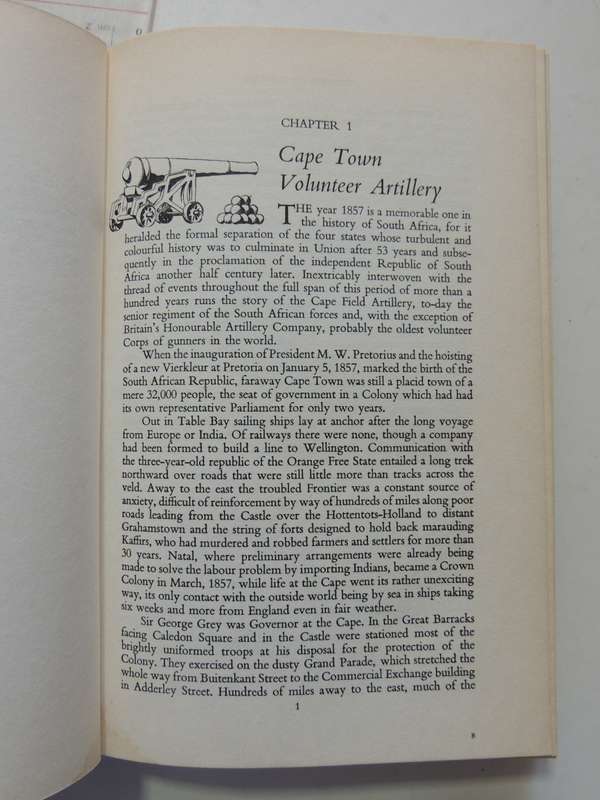 CHAPTER 1
Cape Town
Volunteer Artillery
THE year 1857 is a memorable one in
the history of South Africa, for it
heralded the formal separation of the four states whose turbulent and
colourful history was to culminate in Union after 53 years and subse-
quently in the proclamation of the independent Republic of South
Africa another half century later. Inextricably interwoven with the
thread of events throughout the full span of this period of more than a
hundred years runs the story of the Cape Field Artillery, to-day the
senior regiment of the South African forces and, with the exception of
Britain's Honourable Artillery Company, probably the oldest volunteer
Corps of gunners in the world.
When the inauguration of President M. W. Pretorius and the hoisting
of a new Vierkleur at Pretoria on January 5, 1857, marked the birth of the
South African Republic, faraway Cape Town was still a placid town of a
mere 32,000 people, the seat of government in a Colony which had had
its own representative Parliament for only two years.
Out in Table Bay sailing ships lay at anchor after the long voyage
from Europe or India. Of railways there were none, though a company
had been formed to build a line to Wellington. Communication with
the three-year-old republic of the Orange Free State entailed a long trek
northward over roads that were still little more than tracks across the
veld. Away to the east the troubled Frontier was a constant source of
anxiety, difficult of reinforcement by way of hundreds of miles along poor
roads leading from the Castle over the Hottentots-Holland to distant
Grahamstown and the string of forts designed to hold back marauding
Kaffirs, who had murdered and robbed farmers and settlers for more than
30 years. Natal, where preliminary arrangements were already being
made to solve the labour problem by importing Indians, became a Crown
Colony in March, 1857, while life at the Cape went its rather unexciting
way, its only contact with the outside world being by sea in ships taking
six weeks and more from England even in fair weather.
Sir George Grey was Governor at the Cape. In the Great Barracks
facing Caledon Square and in the Castle were stationed most of the
brightly uniformed troops at his disposal for the protection of the
Colony. They exercised on the dusty Grand Parade, which stretched the
whole way from Buitenkant Street to the Commercial Exchange building
in Adderley Street. Hundreds of miles away to the east, much of the
1
B